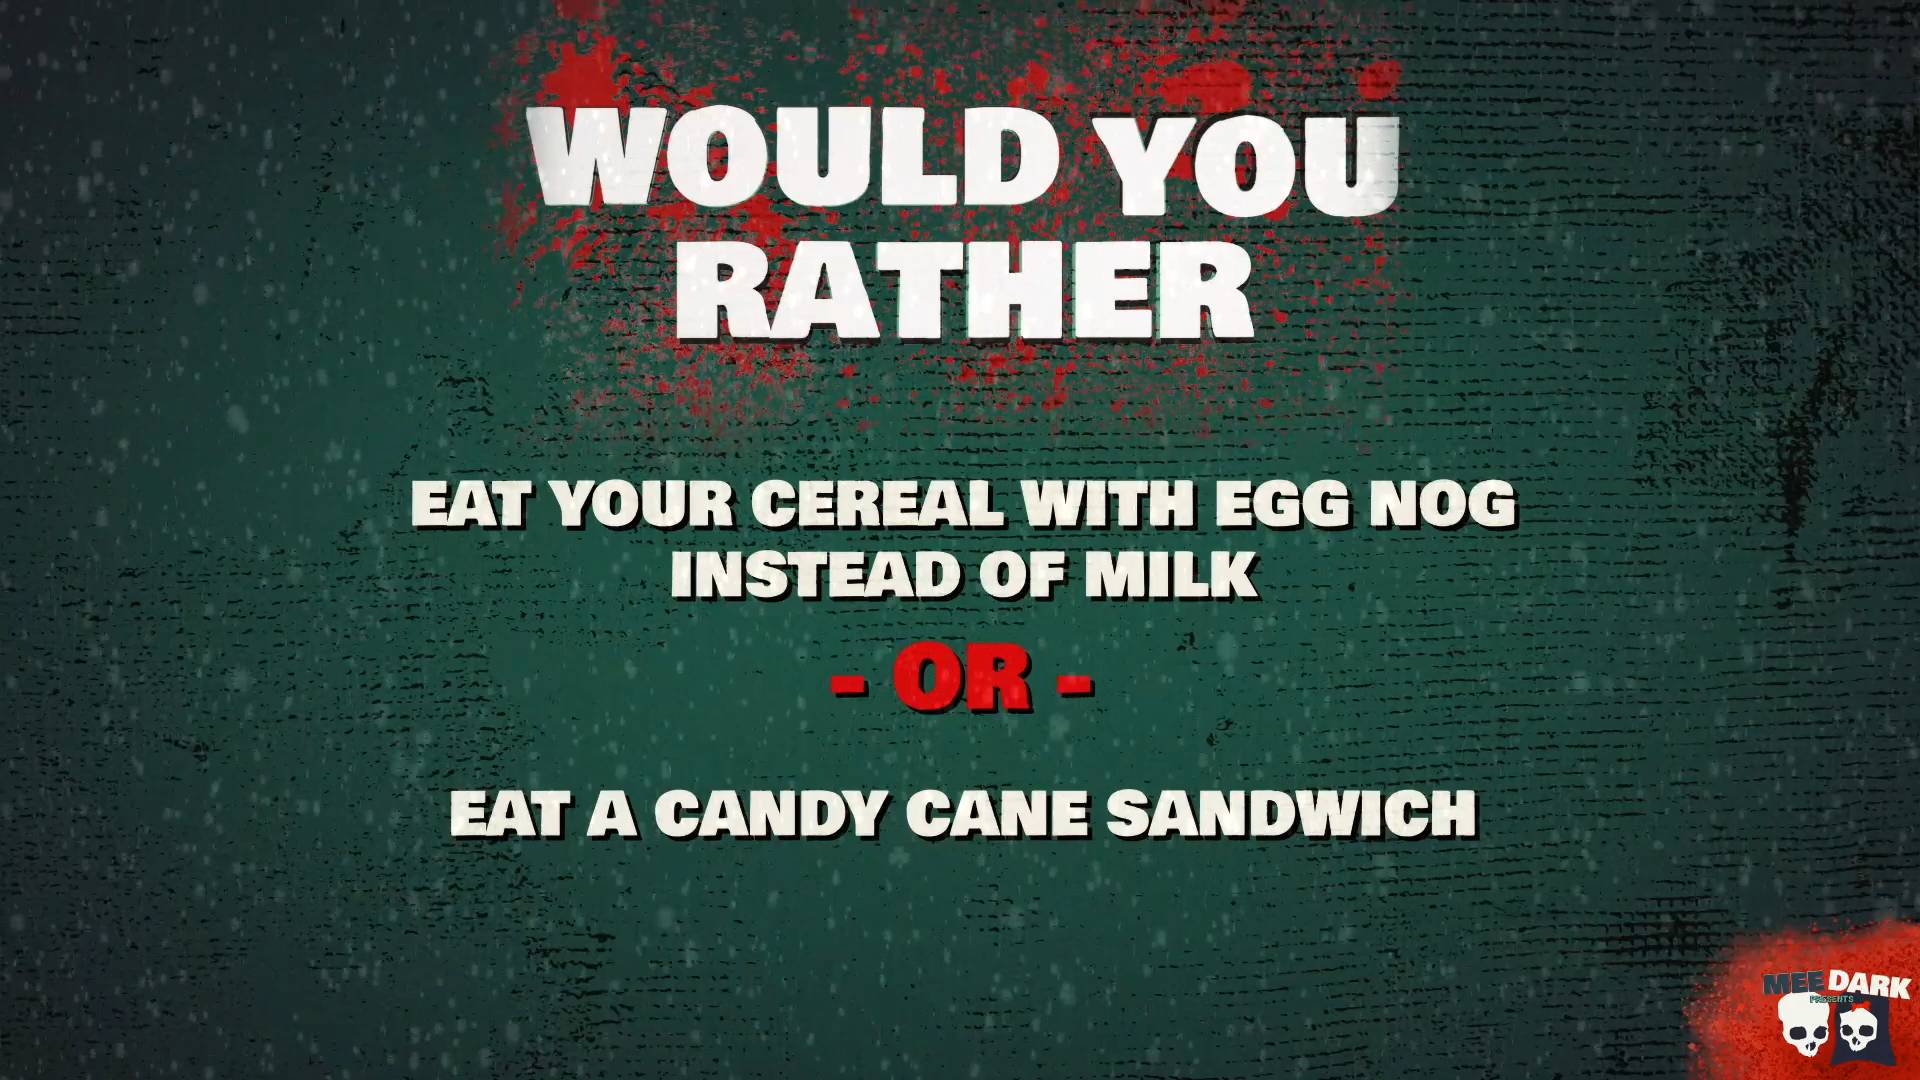 WOULD YOU
RATHER
EAT YOUR CEREAL WITH EGG NOG
INSTEAD OF MILK
- OR -
EAT A CANDY CANE SANDWICH
MEE DARK
PRESENTS